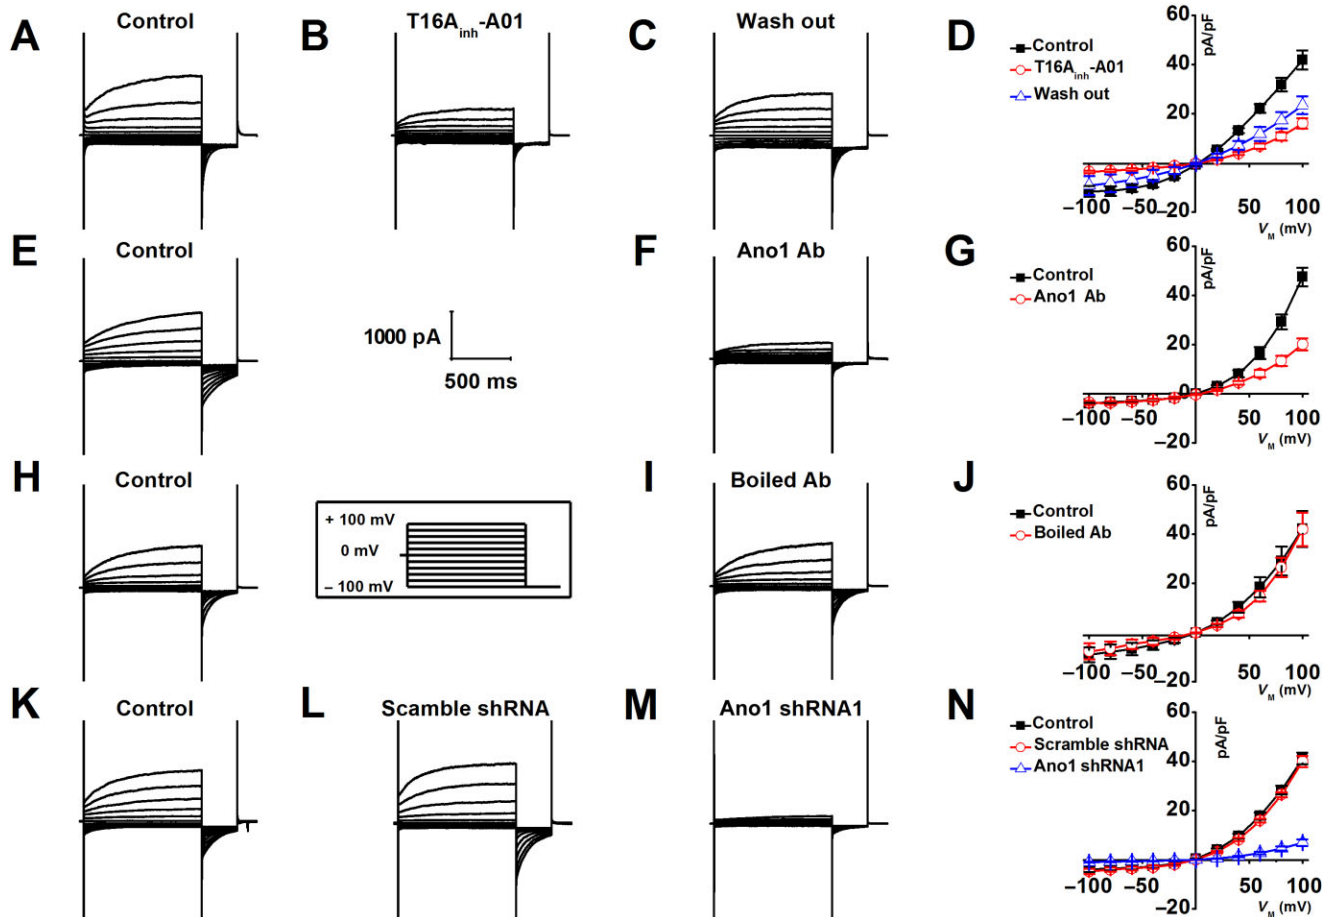 A Control
B T16Ainh-A01
C Wash out
D
Control
T16Ainh-A01
Wash out
pA/pF
60
40
20
−100 −50 −20 50 100
VM (mV)
E Control
1000 pA
500 ms
F Ano1 Ab
G
Control
Ano1 Ab
pA/pF
60
40
20
0
−100 −50 50 100
−20
VM (mV)
H Control
+ 100 mV
0 mV
− 100 mV
I Boiled Ab
J
Control
Boiled Ab
pA/pF
60
40
20
−100 −50 50 100
−20
VM (mV)
K Control
L Scamble shRNA
M Ano1 shRNA1
N
Control
Scramble shRNA
Ano1 shRNA1
pA/pF
60
40
20
0
−100 −50 50 100
−20
VM (mV)